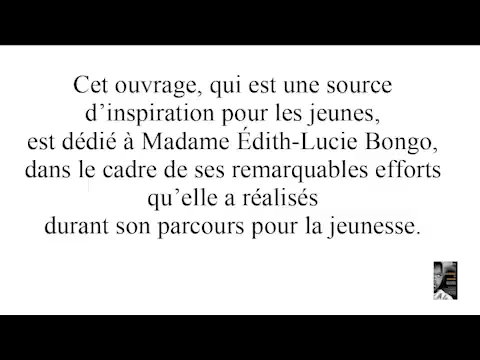 Cet ouvrage, qui est une source
d’inspiration pour les jeunes,
est dédié à Madame Édith-Lucie Bongo,
dans le cadre de ses remarquables efforts
qu’elle a réalisés
durant son parcours pour la jeunesse.